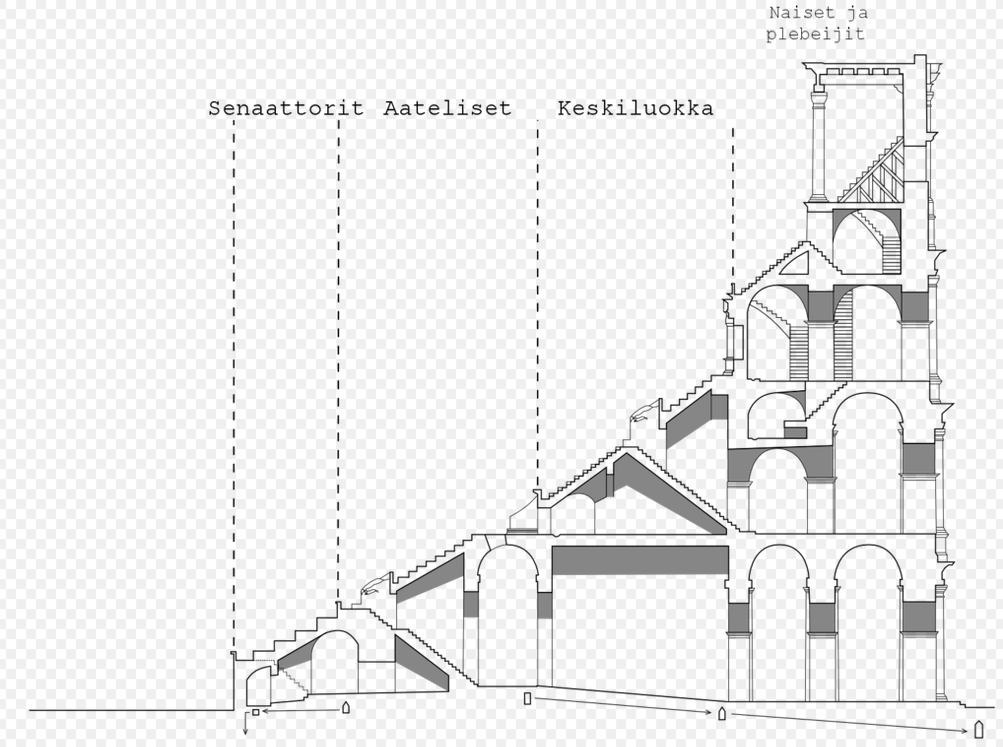 Naiset ja
plebeijit
Senaattorit Aateliset Keskiluokka